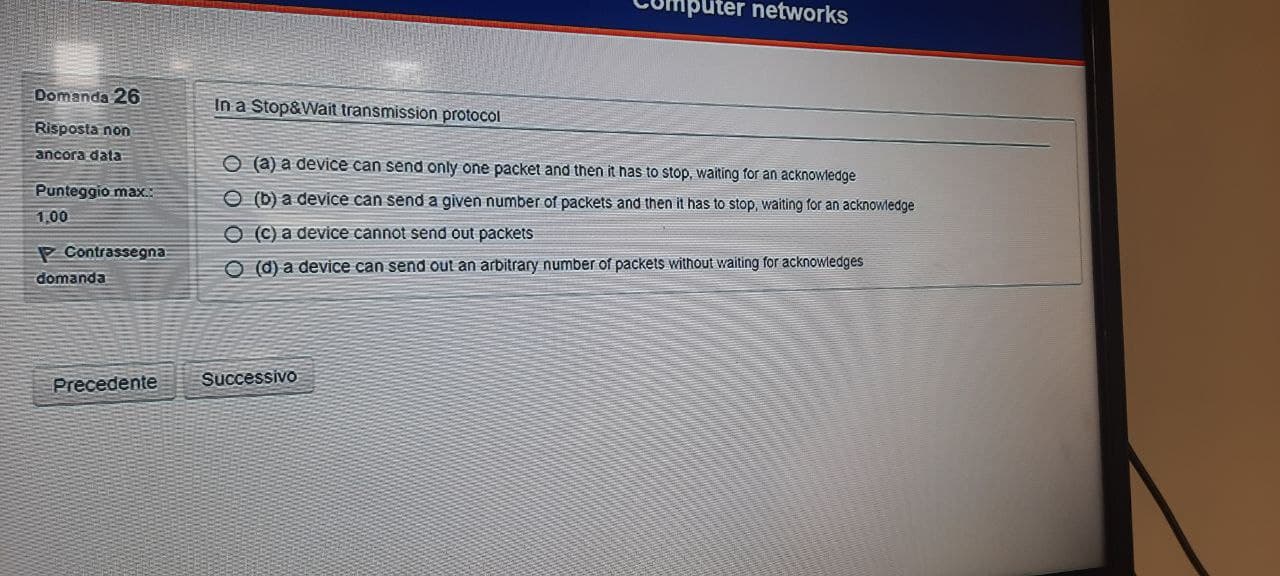 Computer networks
Domanda 26
Risposta non
ancora data
Punteggio max.:
1,00
Contrassegna
domanda
In a Stop&Wait transmission protocol
(a) a device can send only one packet and then it has to stop, waiting for an acknowledge
(b) a device can send a given number of packets and then it has to stop, waiting for an acknowledge
(c) a device cannot send out packets
(d) a device can send out an arbitrary number of packets without waiting for acknowledges
Precedente
Successivo